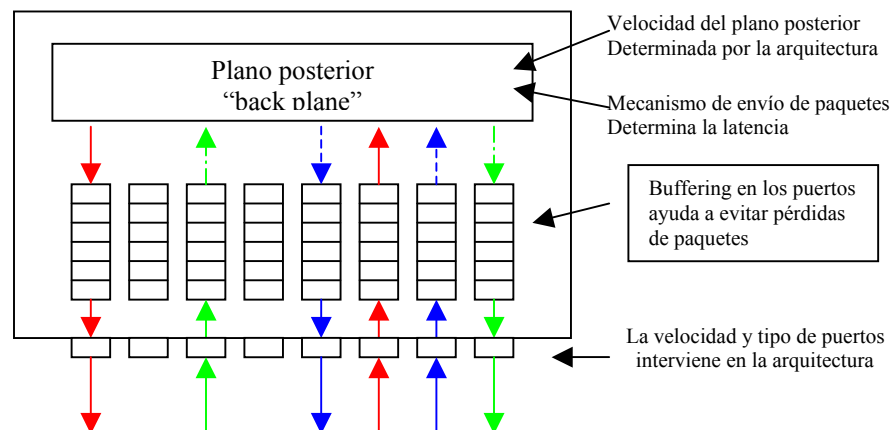 Velocidad del plano posterior
Determinada por la arquitectura
Plano posterior
“back plane”
Mecanismo de envío de paquetes
Determina la latencia
Buffering en los puertos
ayuda a evitar pérdidas
de paquetes
La velocidad y tipo de puertos
interviene en la arquitectura